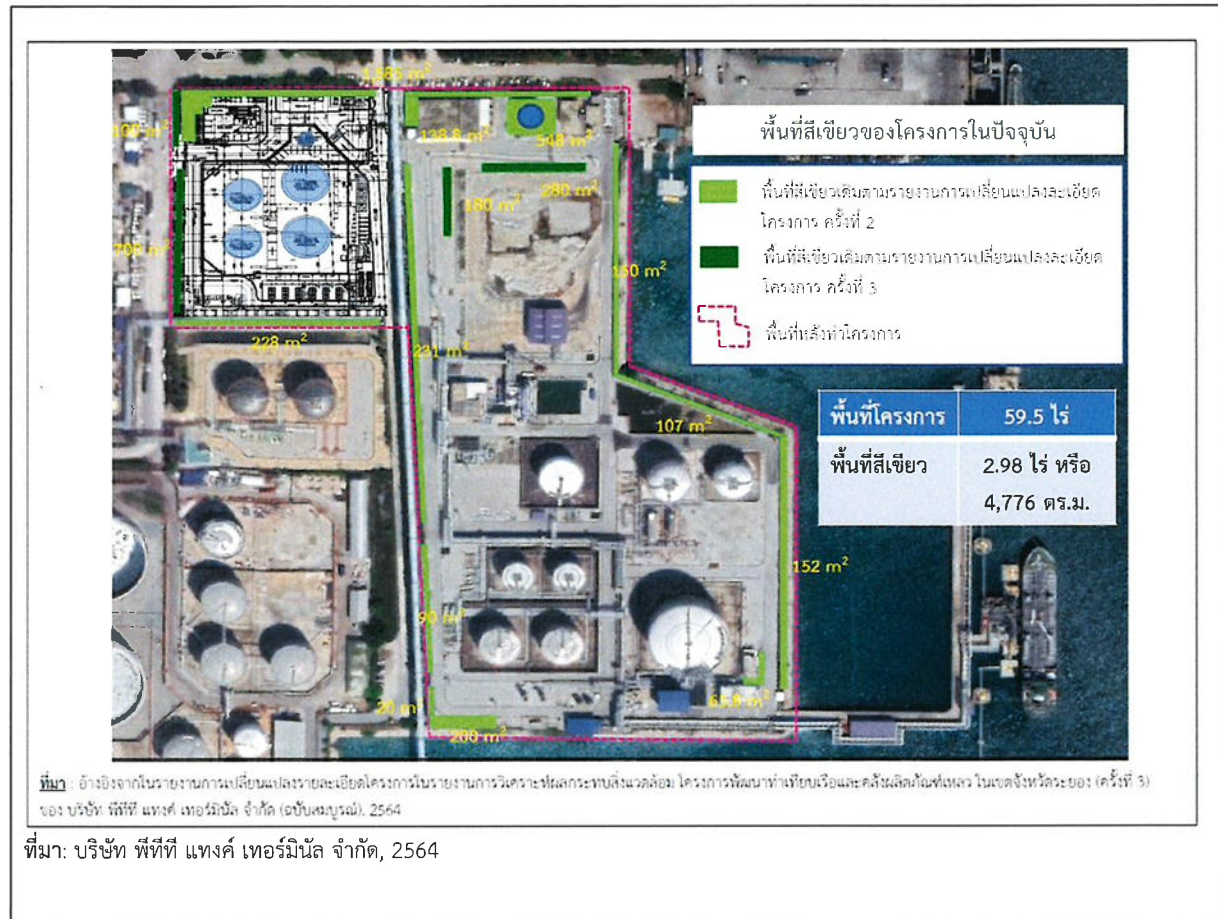 1,685 m²
100 m²
138.8 m²
548 m²
280 m²
180 m²
708 m²
150 m²
228 m²
231 m²
107 m²
152 m²
90 m²
20 m²
65.8 m²
200 m²
พื้นที่สีเขียวของโครงการในปัจจุบัน
พื้นที่สีเขียวเดิมตามรายงานการเปลี่ยนแปลงละเอียด
โครงการ ครั้งที่ 2
พื้นที่สีเขียวเดิมตามรายงานการเปลี่ยนแปลงละเอียด
โครงการ ครั้งที่ 3
พื้นที่หลังท่าโครงการ
พื้นที่โครงการ 59.5 ไร่
พื้นที่สีเขียว 2.98 ไร่ หรือ
4,776 ตร.ม.
ที่มา : อ้างอิงจากในรายงานการเปลี่ยนแปลงรายละเอียดโครงการในรายงานการวิเคราะห์ผลกระทบสิ่งแวดล้อม โครงการพัฒนาท่าเทียบเรือและคลังผลิตภัณฑ์เหลว ในเขตจังหวัดระยอง (ครั้งที่ 3)
ของ บริษัท พีทีที แทงค์ เทอร์มินัล จำกัด (ฉบับสมบูรณ์), 2564
ที่มา: บริษัท พีทีที แทงค์ เทอร์มินัล จำกัด, 2564